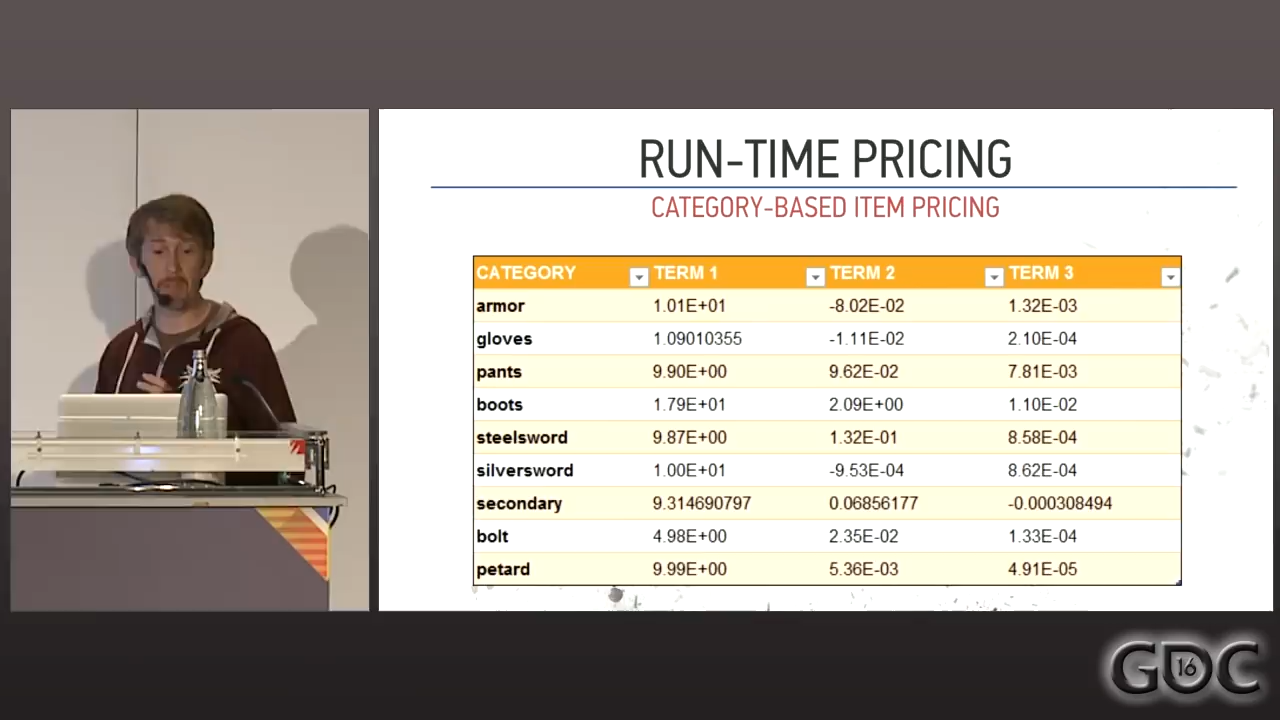 RUN-TIME PRICING
CATEGORY-BASED ITEM PRICING
CATEGORY TERM 1 TERM 2 TERM 3
armor 1.01E+01 -8.02E-02 1.32E-03
gloves 1.09010355 -1.11E-02 2.10E-04
pants 9.90E+00 9.62E-02 7.81E-03
boots 1.79E+01 2.09E+00 1.10E-02
steelsword 9.87E+00 1.32E-01 8.58E-04
silversword 1.00E+01 -9.53E-04 8.62E-04
secondary 9.314690797 0.06856177 -0.000308494
bolt 4.98E+00 2.35E-02 1.33E-04
petard 9.99E+00 5.36E-03 4.91E-05
GDC 16